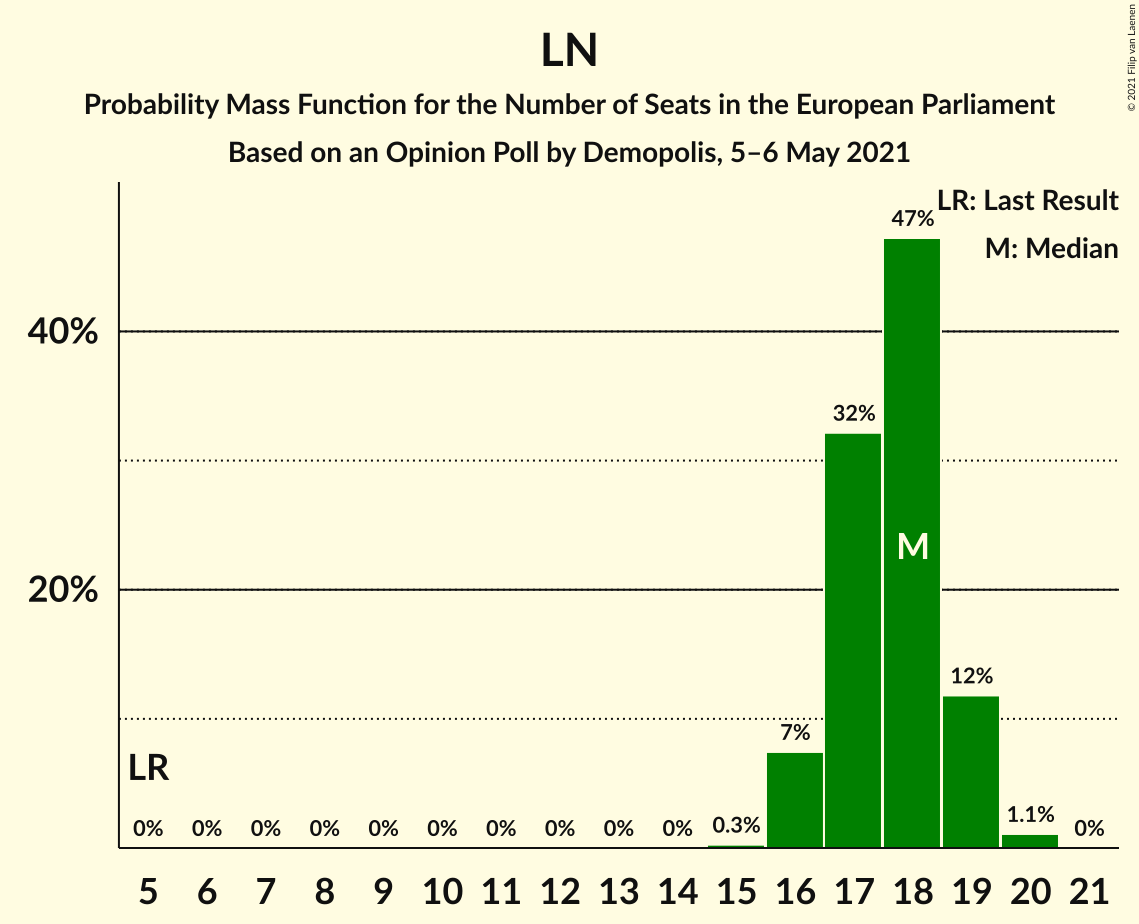 LN
Probability Mass Function for the Number of Seats in the European Parliament
Based on an Opinion Poll by Demopolis, 5–6 May 2021
© 2021 Filip van Laenen
LR: Last Result
M: Median
40%
20%
47%
32%
M
12%
7%
LR
0% 0% 0% 0% 0% 0% 0% 0% 0% 0% 0.3% 1.1% 0%
5 6 7 8 9 10 11 12 13 14 15 16 17 18 19 20 21